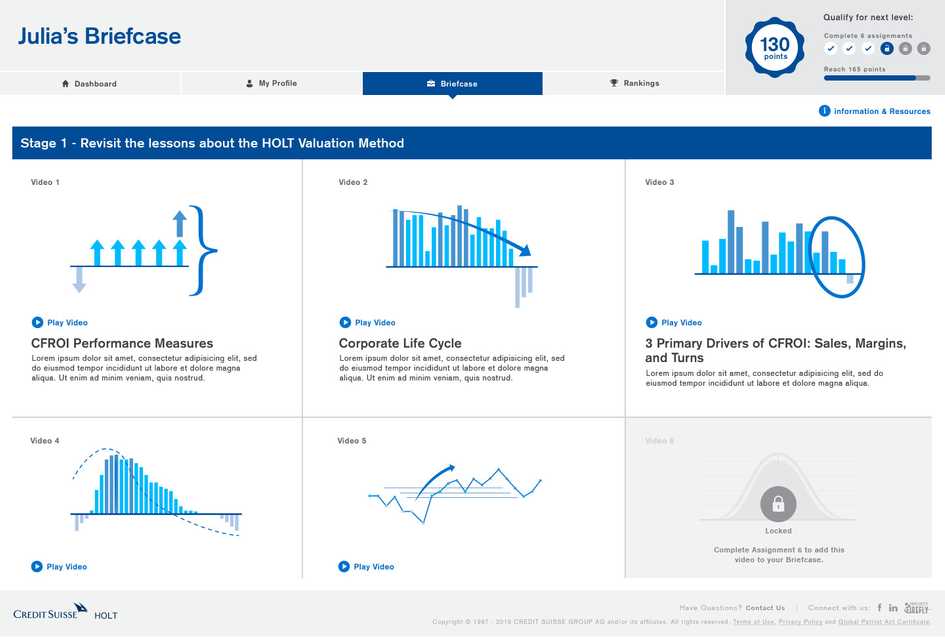 Julia's Briefcase
130
points
Qualify for next level:
Complete 6 assignments
Reach 165 points
Dashboard
My Profile
Briefcase
Rankings
i Information & Resources
Stage 1 - Revisit the lessons about the HOLT Valuation Method
Video 1
Play Video
CFROI Performance Measures
Lorem ipsum dolor sit amet, consectetur adipisicing elit, sed
do eiusmod tempor incididunt ut labore et dolore magna
aliqua. Ut enim ad minim veniam, quis nostrud.
Video 2
Play Video
Corporate Life Cycle
Lorem ipsum dolor sit amet, consectetur adipisicing elit, sed
do eiusmod tempor incididunt ut labore et dolore magna
aliqua. Ut enim ad minim veniam, quis nostrud.
Video 3
Play Video
3 Primary Drivers of CFROI: Sales, Margins,
and Turns
Lorem ipsum dolor sit amet, consectetur adipisicing elit, sed do
eiusmod tempor incididunt ut labore et dolore magna aliqua.
Video 4
Play Video
Video 5
Play Video
Video 6
Locked
Complete Assignment 6 to add this
video to your Briefcase.
CREDIT SUISSE HOLT
Have Questions? Contact Us | Connect with us: f in
Copyright © 1997 - 2016 CREDIT SUISSE GROUP AG and/or its affiliates. All rights reserved. Terms of Use, Privacy Policy and Global Patriot Act Certificate.